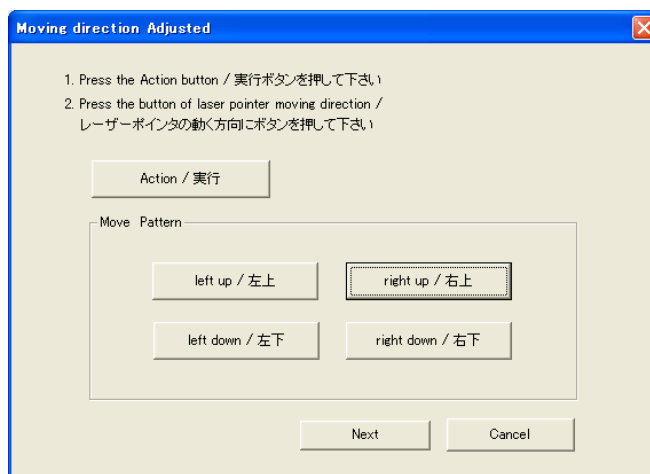 Moving direction Adjusted
1. Press the Action button / 実行ボタンを押して下さい
2. Press the button of laser pointer moving direction /
レーザーポインタの動く方向にボタンを押して下さい
Action / 実行
Move Pattern
left up / 左上
right up / 右上
left down / 左下
right down / 右下
Next
Cancel